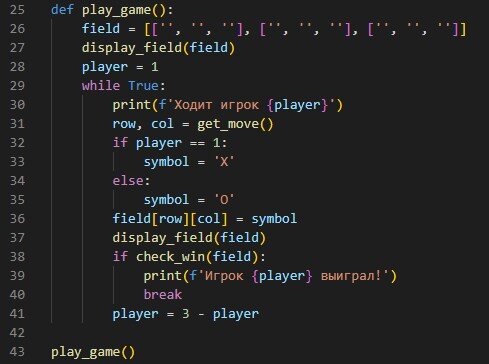 25 def play_game():
26     field = [['', '', ''], ['', '', ''], ['', '', '']]
27     display_field(field)
28     player = 1
29     while True:
30         print(f'Ходит игрок {player}')
31         row, col = get_move()
32         if player == 1:
33             symbol = 'X'
34         else:
35             symbol = 'O'
36         field[row][col] = symbol
37         display_field(field)
38         if check_win(field):
39             print(f'Игрок {player} выиграл!')
40             break
41         player = 3 - player
42
43 play_game()